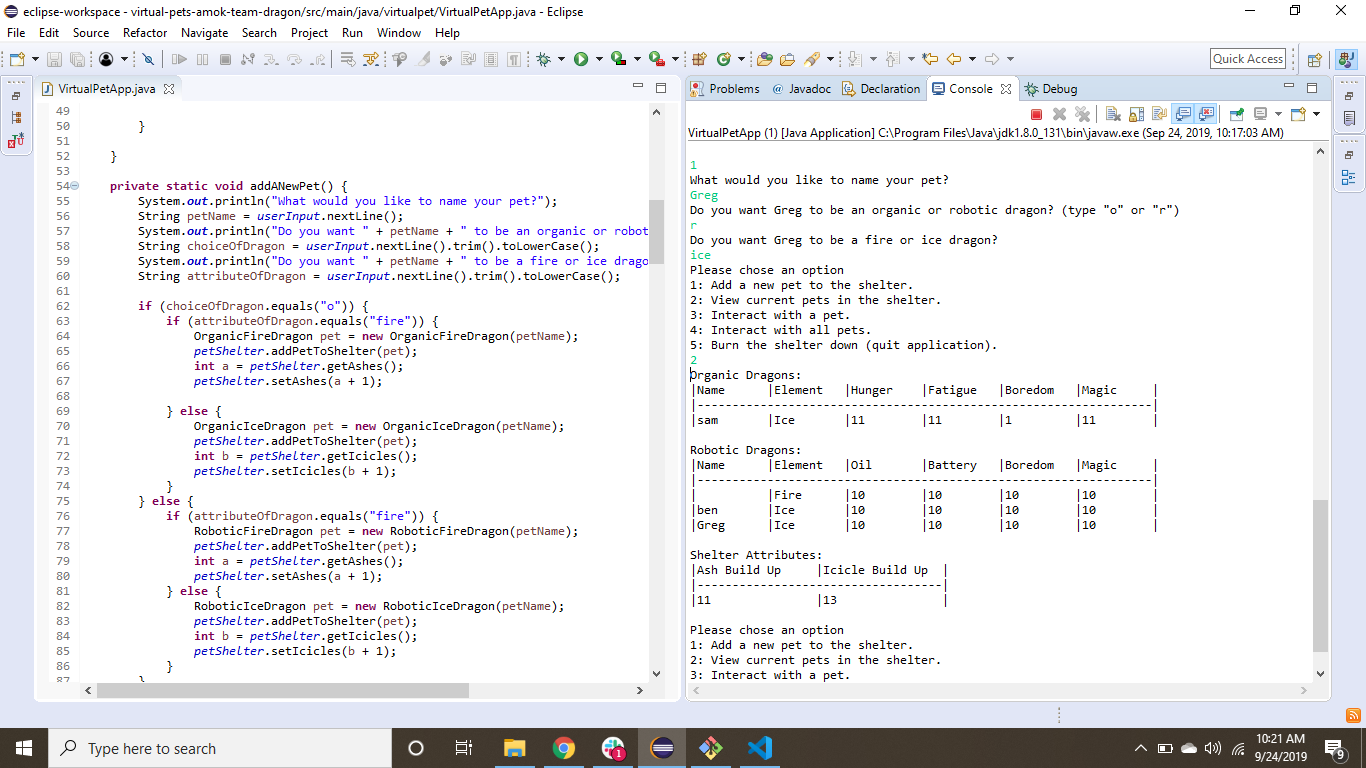 eclipse-workspace - virtual-pets-amok-team-dragon/src/main/java/virtualpet/VirtualPetApp.java - Eclipse
File Edit Source Refactor Navigate Search Project Run Window Help
Quick Access
VirtualPetApp.java
49
50 }
51
52 }
53
54 private static void addANewPet() {
55 System.out.println("What would you like to name your pet?");
56 String petName = userInput.nextLine();
57 System.out.println("Do you want " + petName + " to be an organic or robot
58 String choiceOfDragon = userInput.nextLine().trim().toLowerCase();
59 System.out.println("Do you want " + petName + " to be a fire or ice drago
60 String attributeOfDragon = userInput.nextLine().trim().toLowerCase();
61
62 if (choiceOfDragon.equals("o")) {
63 if (attributeOfDragon.equals("fire")) {
64 OrganicFireDragon pet = new OrganicFireDragon(petName);
65 petShelter.addPetToShelter(pet);
66 int a = petShelter.getAshes();
67 petShelter.setAshes(a + 1);
68
69 } else {
70 OrganicIceDragon pet = new OrganicIceDragon(petName);
71 petShelter.addPetToShelter(pet);
72 int b = petShelter.getIcicles();
73 petShelter.setIcicles(b + 1);
74 }
75 } else {
76 if (attributeOfDragon.equals("fire")) {
77 RoboticFireDragon pet = new RoboticFireDragon(petName);
78 petShelter.addPetToShelter(pet);
79 int a = petShelter.getAshes();
80 petShelter.setAshes(a + 1);
81 } else {
82 RoboticIceDragon pet = new RoboticIceDragon(petName);
83 petShelter.addPetToShelter(pet);
84 int b = petShelter.getIcicles();
85 petShelter.setIcicles(b + 1);
86 }
87 }
Problems @ Javadoc Declaration Console Debug
VirtualPetApp (1) [Java Application] C:\Program Files\Java\jdk1.8.0_131\bin\javaw.exe (Sep 24, 2019, 10:17:03 AM)
1
What would you like to name your pet?
Greg
Do you want Greg to be an organic or robotic dragon? (type "o" or "r")
r
Do you want Greg to be a fire or ice dragon?
ice
Please chose an option
1: Add a new pet to the shelter.
2: View current pets in the shelter.
3: Interact with a pet.
4: Interact with all pets.
5: Burn the shelter down (quit application).
2
Organic Dragons:
|Name |Element |Hunger |Fatigue |Boredom |Magic |
|-----------------------------------------------------------------|
|sam |Ice |11 |11 |1 |11 |
Robotic Dragons:
|Name |Element |Oil |Battery |Boredom |Magic |
|-----------------------------------------------------------------|
| |Fire |10 |10 |10 |10 |
|ben |Ice |10 |10 |10 |10 |
|Greg |Ice |10 |10 |10 |10 |
Shelter Attributes:
|Ash Build Up |Icicle Build Up |
|-----------------------------------|
|11 |13 |
Please chose an option
1: Add a new pet to the shelter.
2: View current pets in the shelter.
3: Interact with a pet.
Type here to search
1
10:21 AM
9/24/2019
9